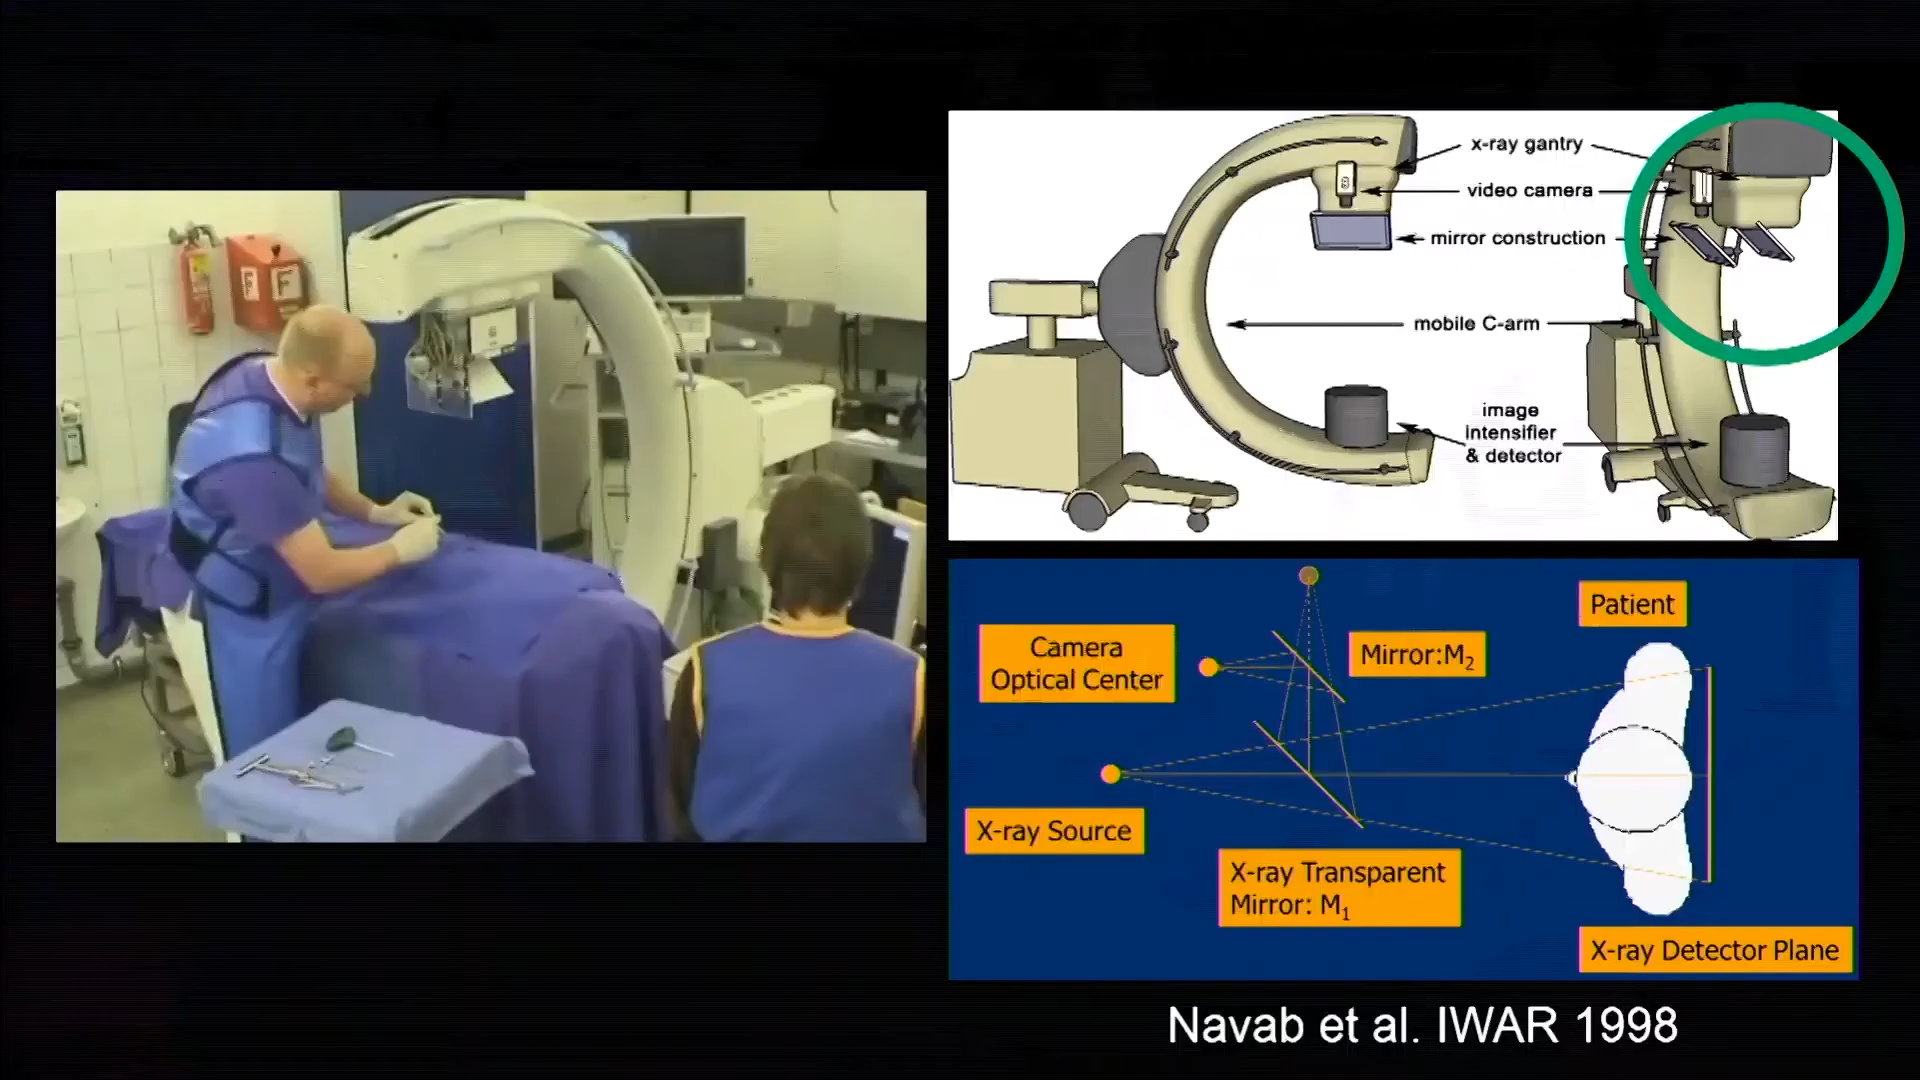 x-ray gantry
video camera
mirror construction
mobile C-arm
image
intensifier
& detector
Patient
Camera
Optical Center
Mirror:M₂
X-ray Source
X-ray Transparent
Mirror: M₁
X-ray Detector Plane
Navab et al. IWAR 1998
F